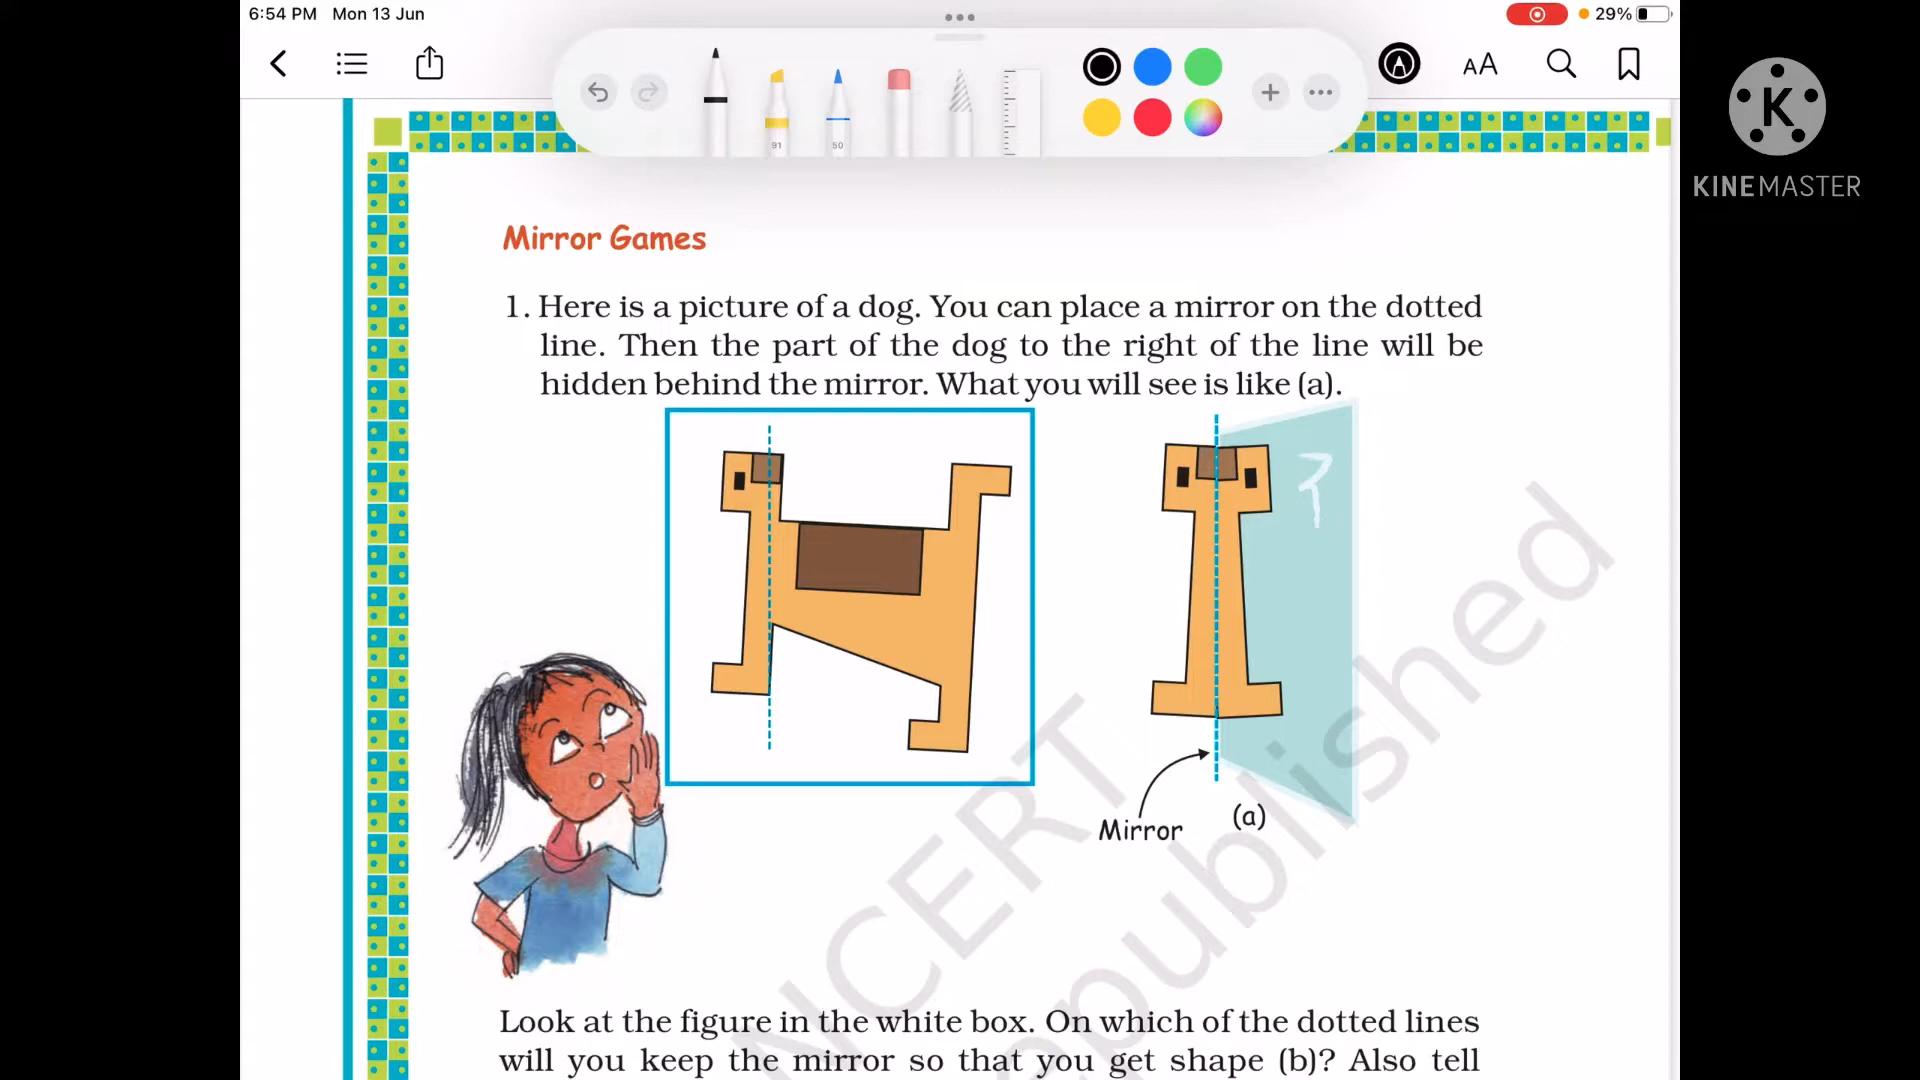 6:54 PM Mon 13 Jun
29%
AA
91
50
K
KINEMASTER
Mirror Games
1. Here is a picture of a dog. You can place a mirror on the dotted
line. Then the part of the dog to the right of the line will be
hidden behind the mirror. What you will see is like (a).
?
Mirror
(a)
NCERT
republished
Look at the figure in the white box. On which of the dotted lines
will you keep the mirror so that you get shape (b)? Also tell